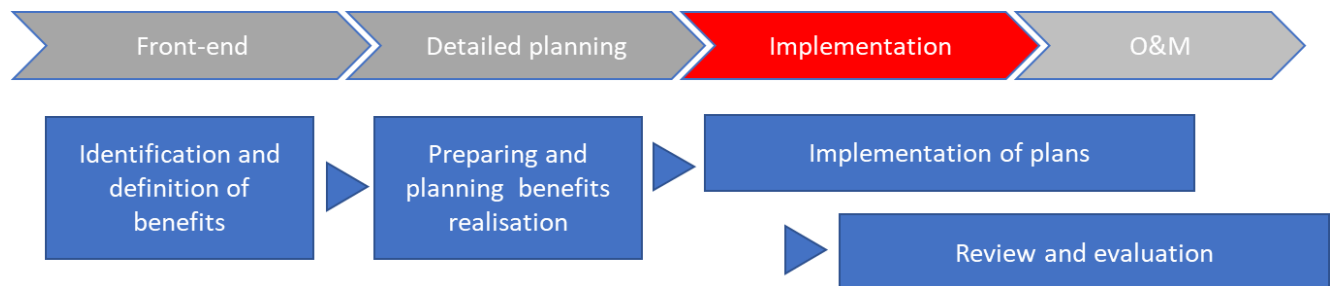 Front-end
Detailed planning
Implementation
O&M
Identification and
definition of
benefits
Preparing and
planning benefits
realisation
Implementation of plans
Review and evaluation